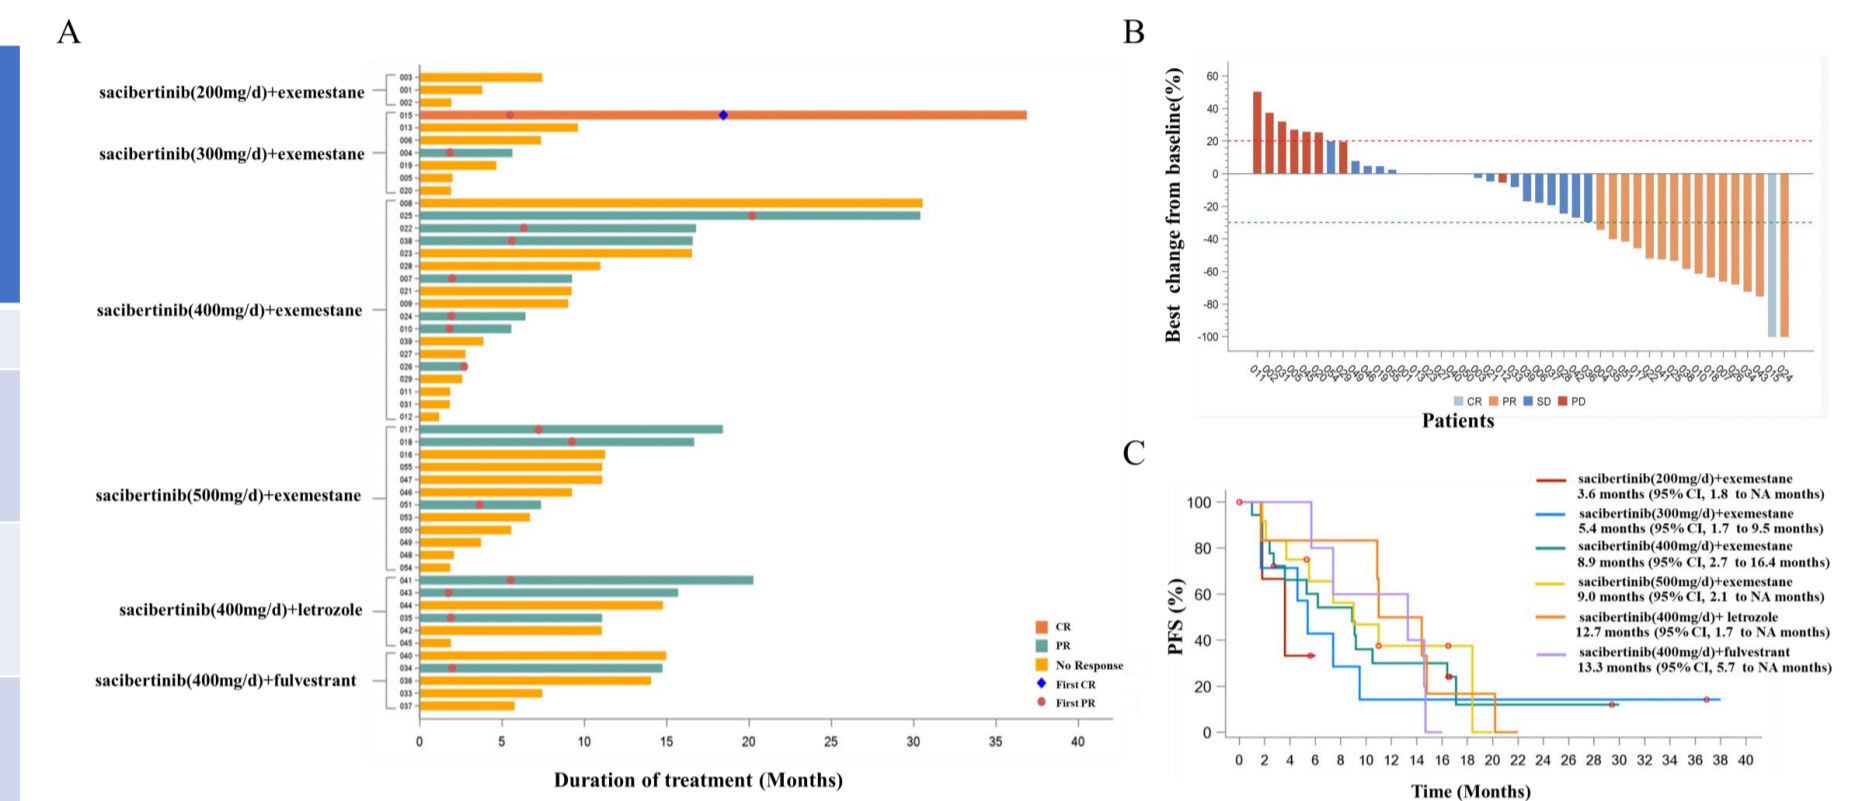 A
sacibertinib(200mg/d)+exemestane
sacibertinib(300mg/d)+exemestane
sacibertinib(400mg/d)+exemestane
sacibertinib(500mg/d)+exemestane
sacibertinib(400mg/d)+letrozole
sacibertinib(400mg/d)+fulvestrant
003
001
002
015
013
006
004
019
005
020
008
025
022
038
023
028
007
021
009
024
010
039
027
026
029
011
031
012
017
018
016
055
047
046
051
053
050
049
048
054
041
043
044
035
042
045
040
034
036
033
037
CR
PR
No Response
First CR
First PR
0 5 10 15 20 25 30 35 40
Duration of treatment (Months)
B
Best change from baseline(%)
60
40
20
0
-20
-40
-60
-80
-100
CR PR SD PD
Patients
C
PFS (%)
100
80
60
40
20
0
sacibertinib(200mg/d)+exemestane
3.6 months (95% CI, 1.8 to NA months)
sacibertinib(300mg/d)+exemestane
5.4 months (95% CI, 1.7 to 9.5 months)
sacibertinib(400mg/d)+exemestane
8.9 months (95% CI, 2.7 to 16.4 months)
sacibertinib(500mg/d)+exemestane
9.0 months (95% CI, 2.1 to NA months)
sacibertinib(400mg/d)+ letrozole
12.7 months (95% CI, 1.7 to NA months)
sacibertinib(400mg/d)+fulvestrant
13.3 months (95% CI, 5.7 to NA months)
0 2 4 6 8 10 12 14 16 18 20 22 24 26 28 30 32 34 36 38 40
Time (Months)